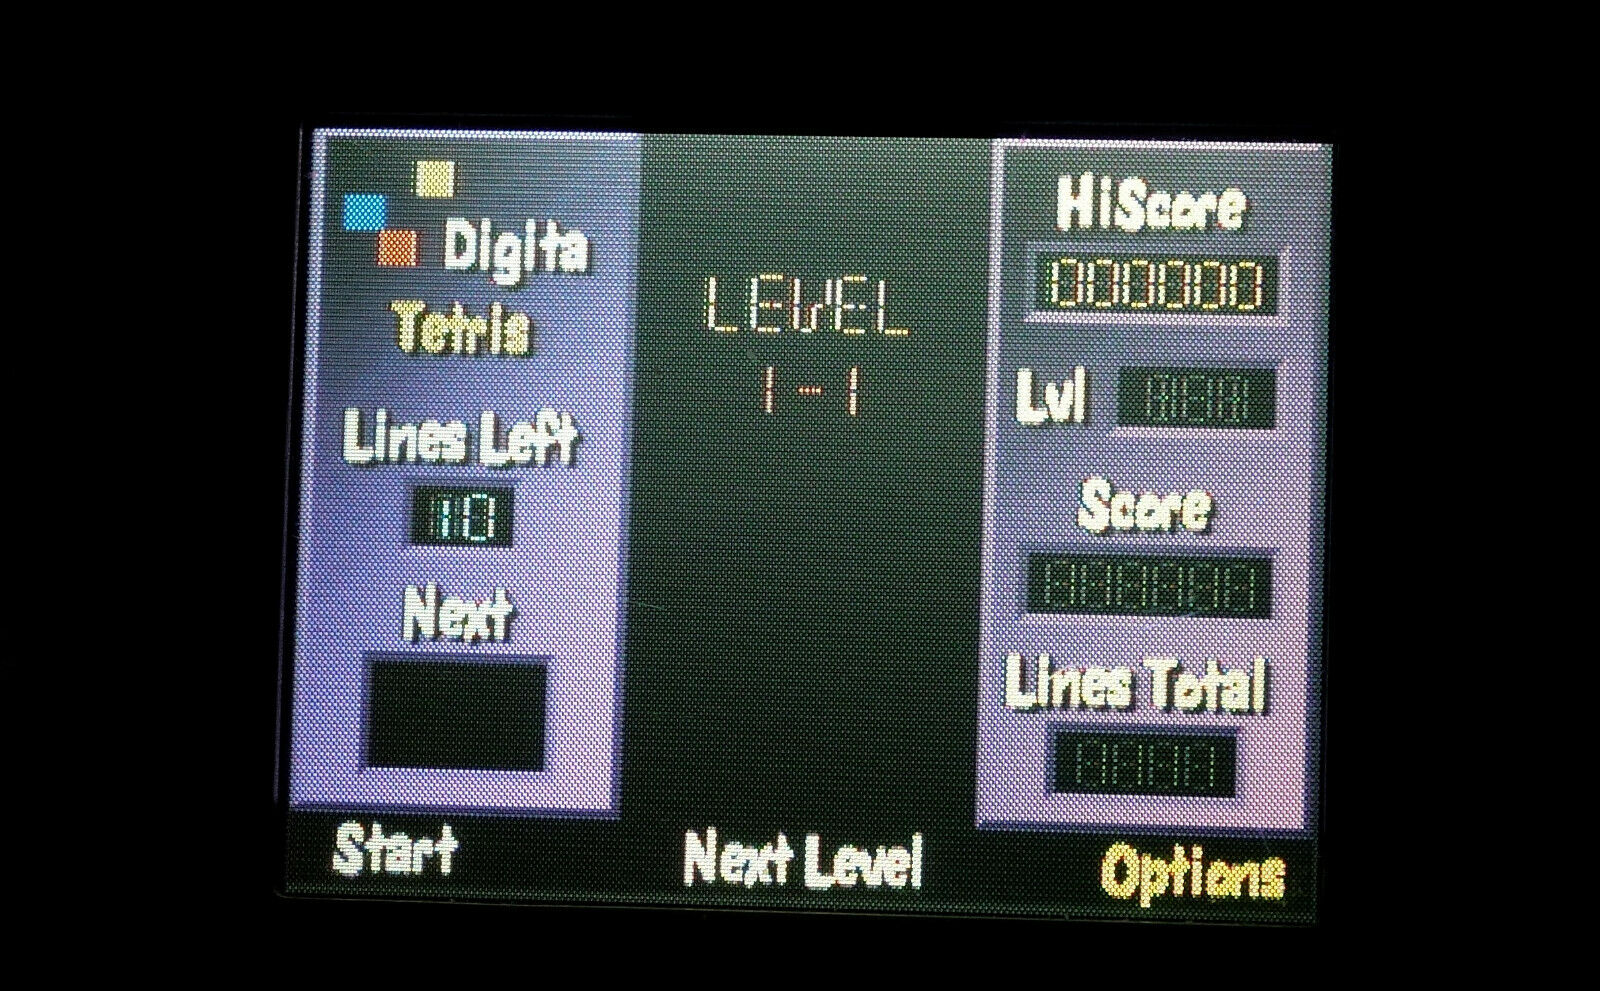 Digita
Tetris
Lines Left
10
Next
LEVEL
1-1
HiScore
000000
Lvl
Score
Lines Total
Start
Next Level
Options